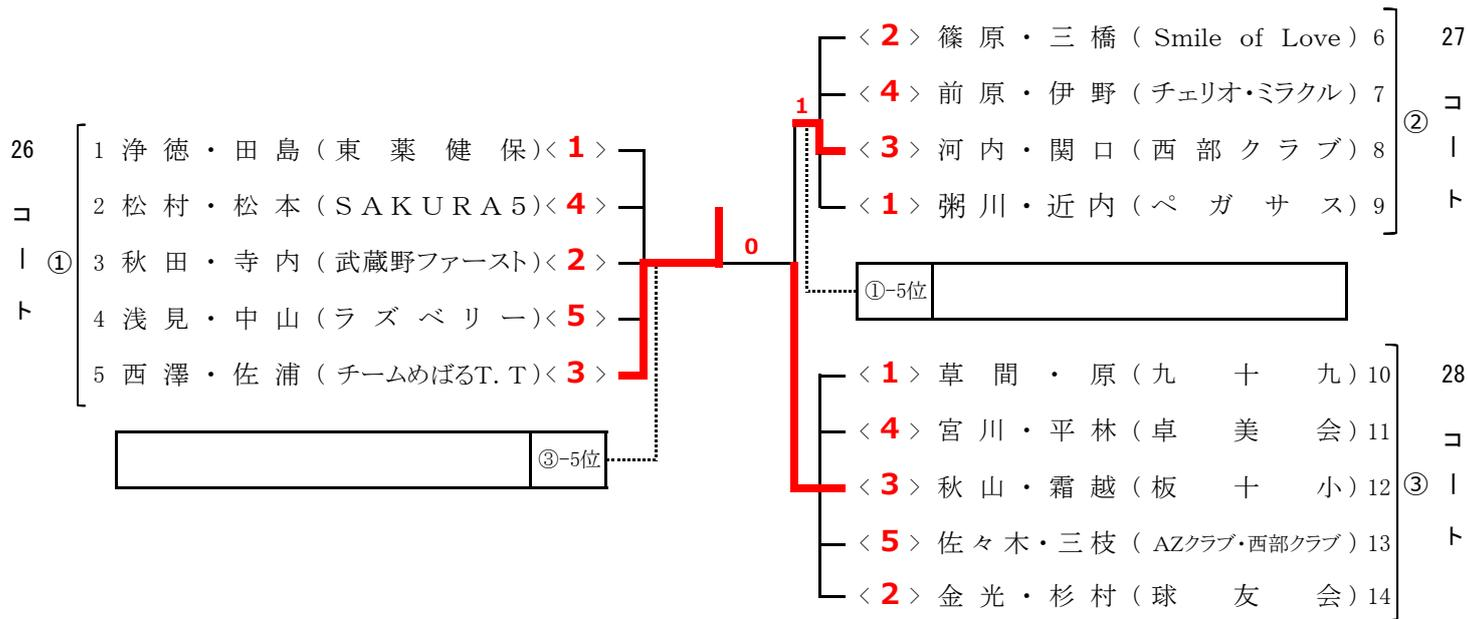 26
コート
①
1 浄徳・田島(東薬健保)<1>
2 松村・松本(SAKURA5)<4>
3 秋田・寺内(武蔵野ファースト)<2>
4 浅見・中山(ラズベリー)<5>
5 西澤・佐浦(チームめばるT.T)<3>
③-5位
0
1
<2> 篠原・三橋(Smile of Love) 6
<4> 前原・伊野(チェリオ・ミラクル) 7
<3> 河内・関口(西部クラブ) 8
<1> 粥川・近内(ペガサス) 9
②
27
コート
①-5位
<1> 草間・原(九十九) 10
<4> 宮川・平林(卓美会) 11
<3> 秋山・霜越(板十小) 12
<5> 佐々木・三枝(AZクラブ・西部クラブ) 13
<2> 金光・杉村(球友会) 14
③
28
コート